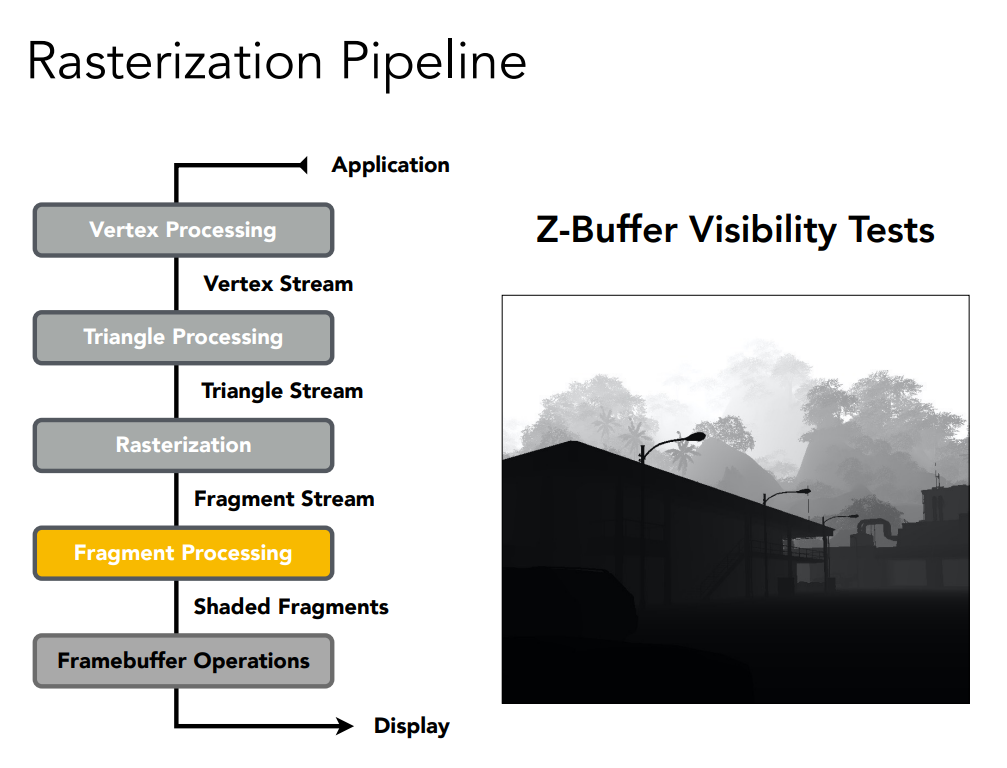 Rasterization Pipeline
Application
Vertex Processing
Vertex Stream
Triangle Processing
Triangle Stream
Rasterization
Fragment Stream
Fragment Processing
Shaded Fragments
Framebuffer Operations
Display
Z-Buffer Visibility Tests